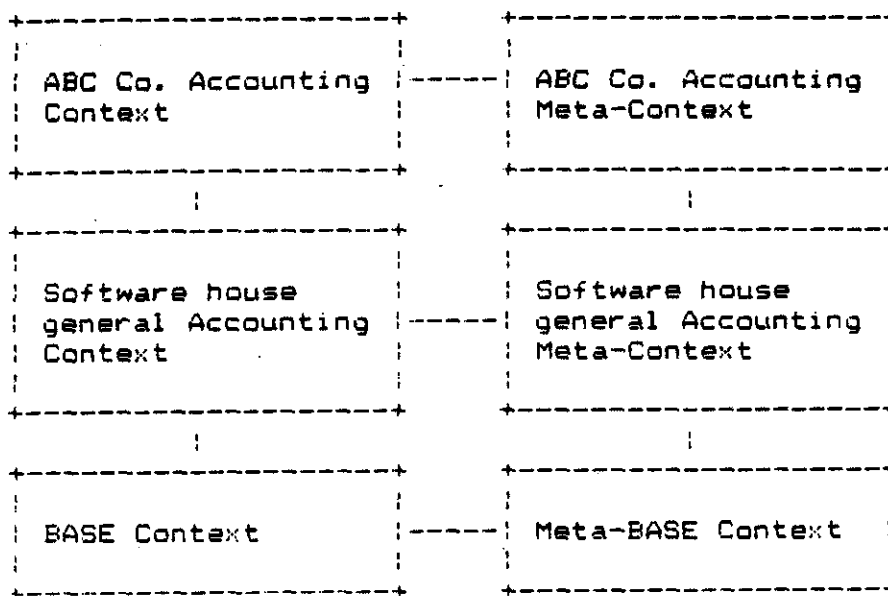 ABC Co. Accounting
Context
ABC Co. Accounting
Meta-Context
Software house
general Accounting
Context
Software house
general Accounting
Meta-Context
BASE Context
Meta-BASE Context